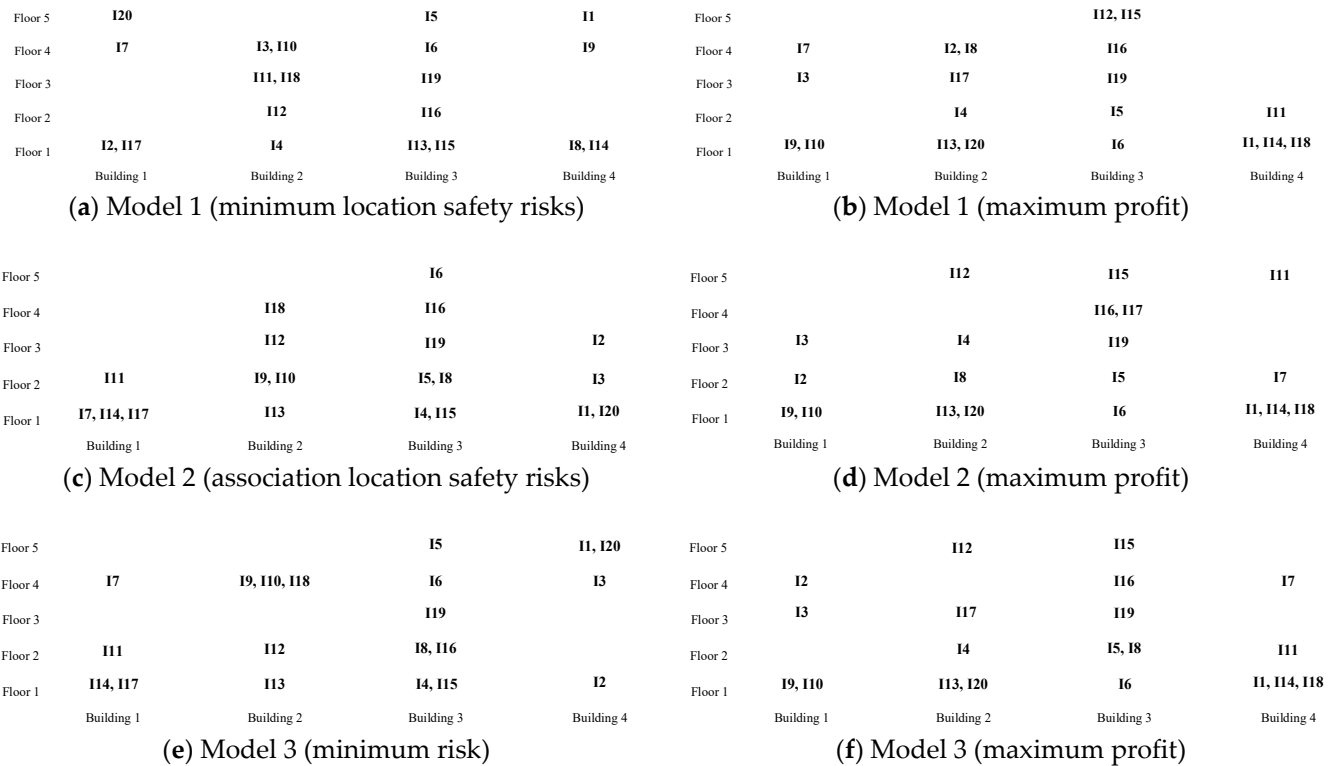 Floor 5 I20 I5 I1
Floor 4 I7 I3, I10 I6 I9
Floor 3 I11, I18 I19
Floor 2 I12 I16
Floor 1 I2, I17 I4 I13, I15 I8, I14
Building 1 Building 2 Building 3 Building 4
(a) Model 1 (minimum location safety risks)
Floor 5 I12, I15
Floor 4 I7 I2, I8 I16
Floor 3 I3 I17 I19
Floor 2 I4 I5 I11
Floor 1 I9, I10 I13, I20 I6 I1, I14, I18
Building 1 Building 2 Building 3 Building 4
(b) Model 1 (maximum profit)
Floor 5 I6
Floor 4 I18 I16
Floor 3 I12 I19 I2
Floor 2 I11 I9, I10 I5, I8 I3
Floor 1 I7, I14, I17 I13 I4, I15 I1, I20
Building 1 Building 2 Building 3 Building 4
(c) Model 2 (association location safety risks)
Floor 5 I12 I15 I11
Floor 4 I16, I17
Floor 3 I3 I4 I19
Floor 2 I2 I8 I5 I7
Floor 1 I9, I10 I13, I20 I6 I1, I14, I18
Building 1 Building 2 Building 3 Building 4
(d) Model 2 (maximum profit)
Floor 5 I5 I1, I20
Floor 4 I7 I9, I10, I18 I6 I3
Floor 3 I19
Floor 2 I11 I12 I8, I16
Floor 1 I14, I17 I13 I4, I15 I2
Building 1 Building 2 Building 3 Building 4
(e) Model 3 (minimum risk)
Floor 5 I12 I15
Floor 4 I2 I16 I7
Floor 3 I3 I17 I19
Floor 2 I4 I5, I8 I11
Floor 1 I9, I10 I13, I20 I6 I1, I14, I18
Building 1 Building 2 Building 3 Building 4
(f) Model 3 (maximum profit)